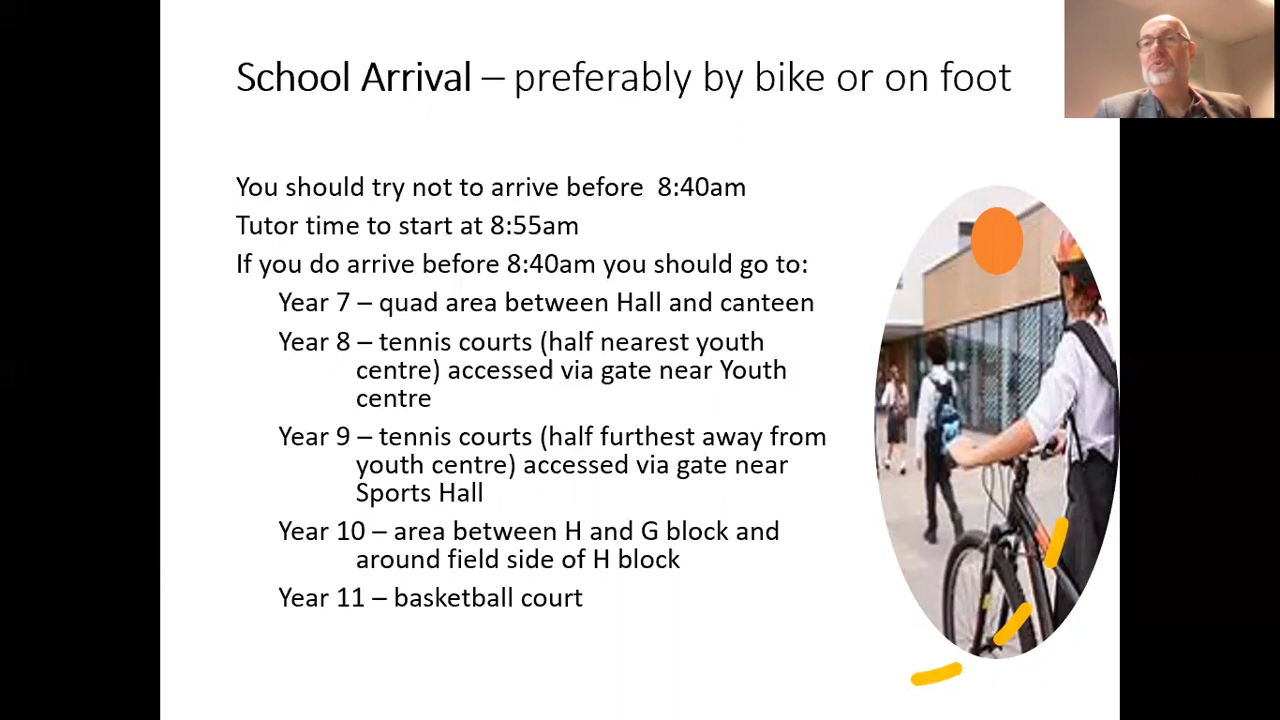 School Arrival – preferably by bike or on foot
You should try not to arrive before  8:40am
Tutor time to start at 8:55am
If you do arrive before 8:40am you should go to:
Year 7 – quad area between Hall and canteen
Year 8 – tennis courts (half nearest youth
centre) accessed via gate near Youth
centre
Year 9 – tennis courts (half furthest away from
youth centre) accessed via gate near
Sports Hall
Year 10 – area between H and G block and
around field side of H block
Year 11 – basketball court